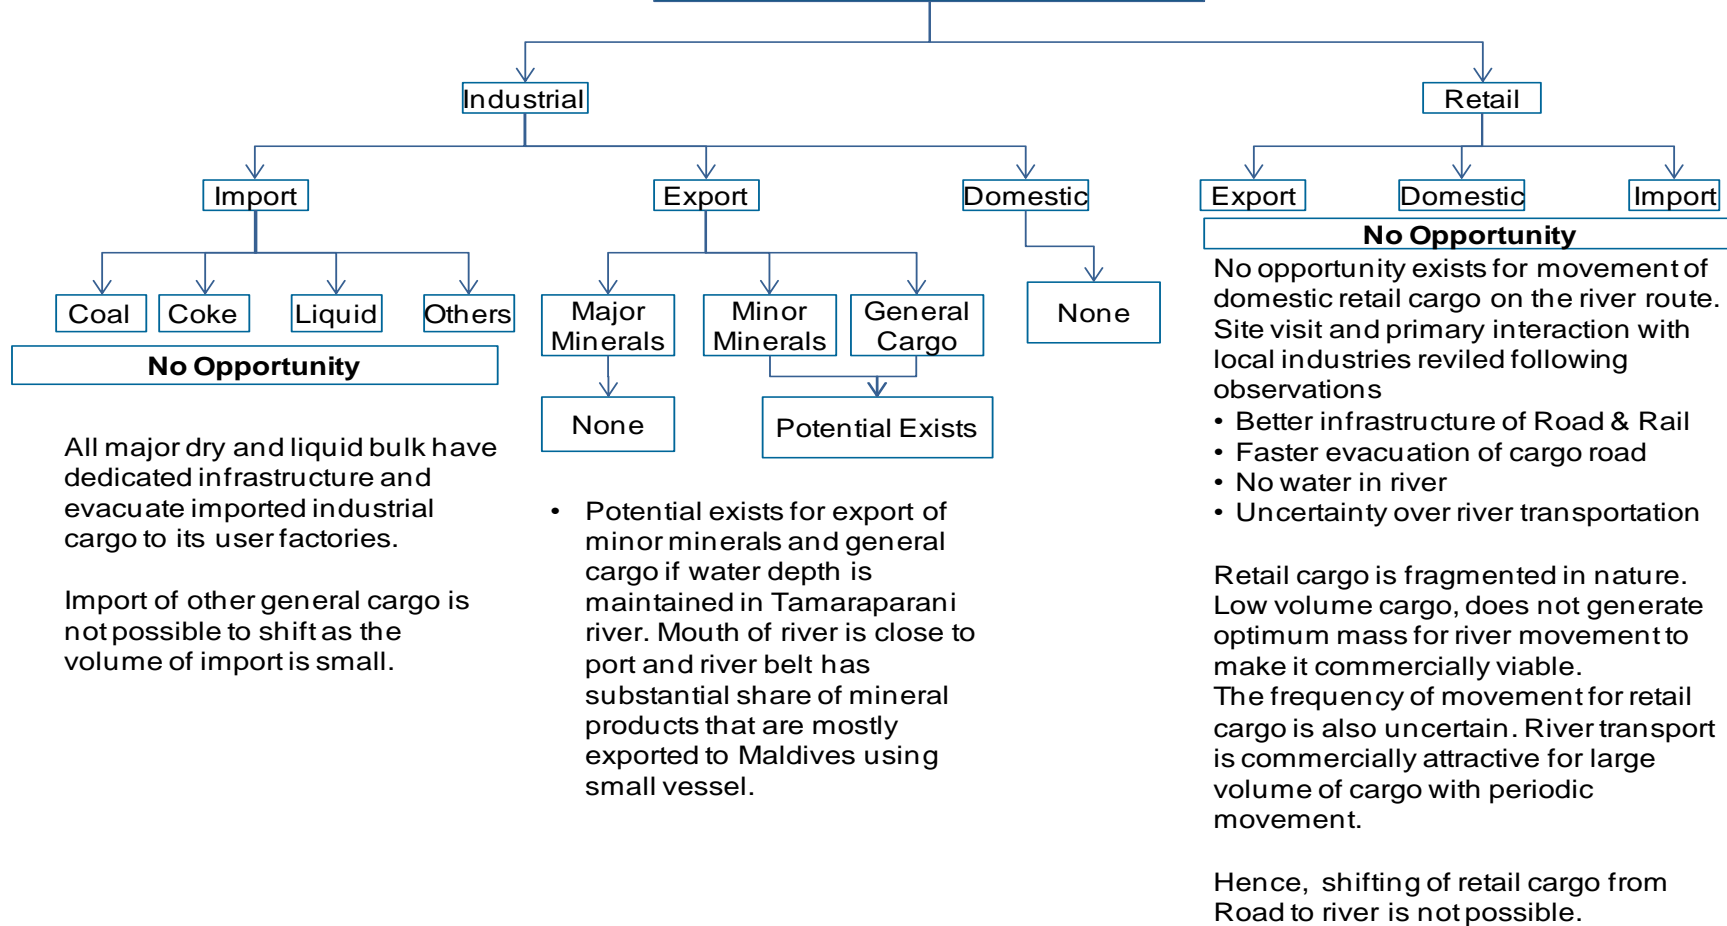 Industrial
Retail
Import
Export
Domestic
Export
Domestic
Import
No Opportunity
Coal
Coke
Liquid
Others
Major
Minerals
Minor
Minerals
General
Cargo
None
No Opportunity
None
Potential Exists
All major dry and liquid bulk have
dedicated infrastructure and
evacuate imported industrial
cargo to its user factories.
Import of other general cargo is
not possible to shift as the
volume of import is small.
• Potential exists for export of
minor minerals and general
cargo if water depth is
maintained in Tamaraparani
river. Mouth of river is close to
port and river belt has
substantial share of mineral
products that are mostly
exported to Maldives using
small vessel.
No opportunity exists for movement of
domestic retail cargo on the river route.
Site visit and primary interaction with
local industries reviled following
observations
• Better infrastructure of Road & Rail
• Faster evacuation of cargo road
• No water in river
• Uncertainty over river transportation
Retail cargo is fragmented in nature.
Low volume cargo, does not generate
optimum mass for river movement to
make it commercially viable.
The frequency of movement for retail
cargo is also uncertain. River transport
is commercially attractive for large
volume of cargo with periodic
movement.
Hence, shifting of retail cargo from
Road to river is not possible.